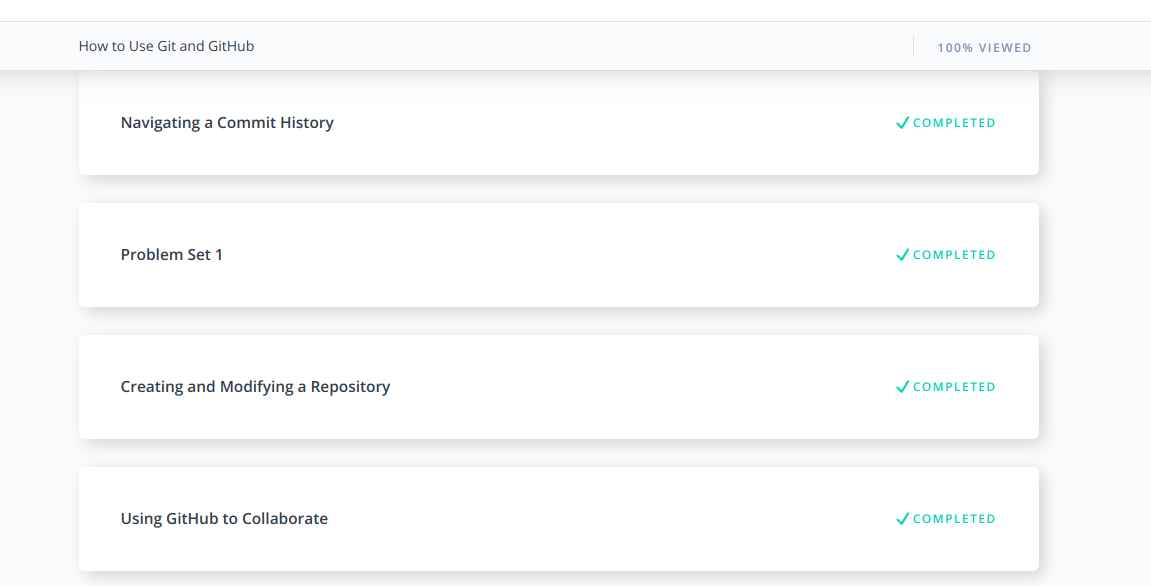 How to Use Git and GitHub
100% VIEWED
Navigating a Commit History
COMPLETED
Problem Set 1
COMPLETED
Creating and Modifying a Repository
COMPLETED
Using GitHub to Collaborate
COMPLETED